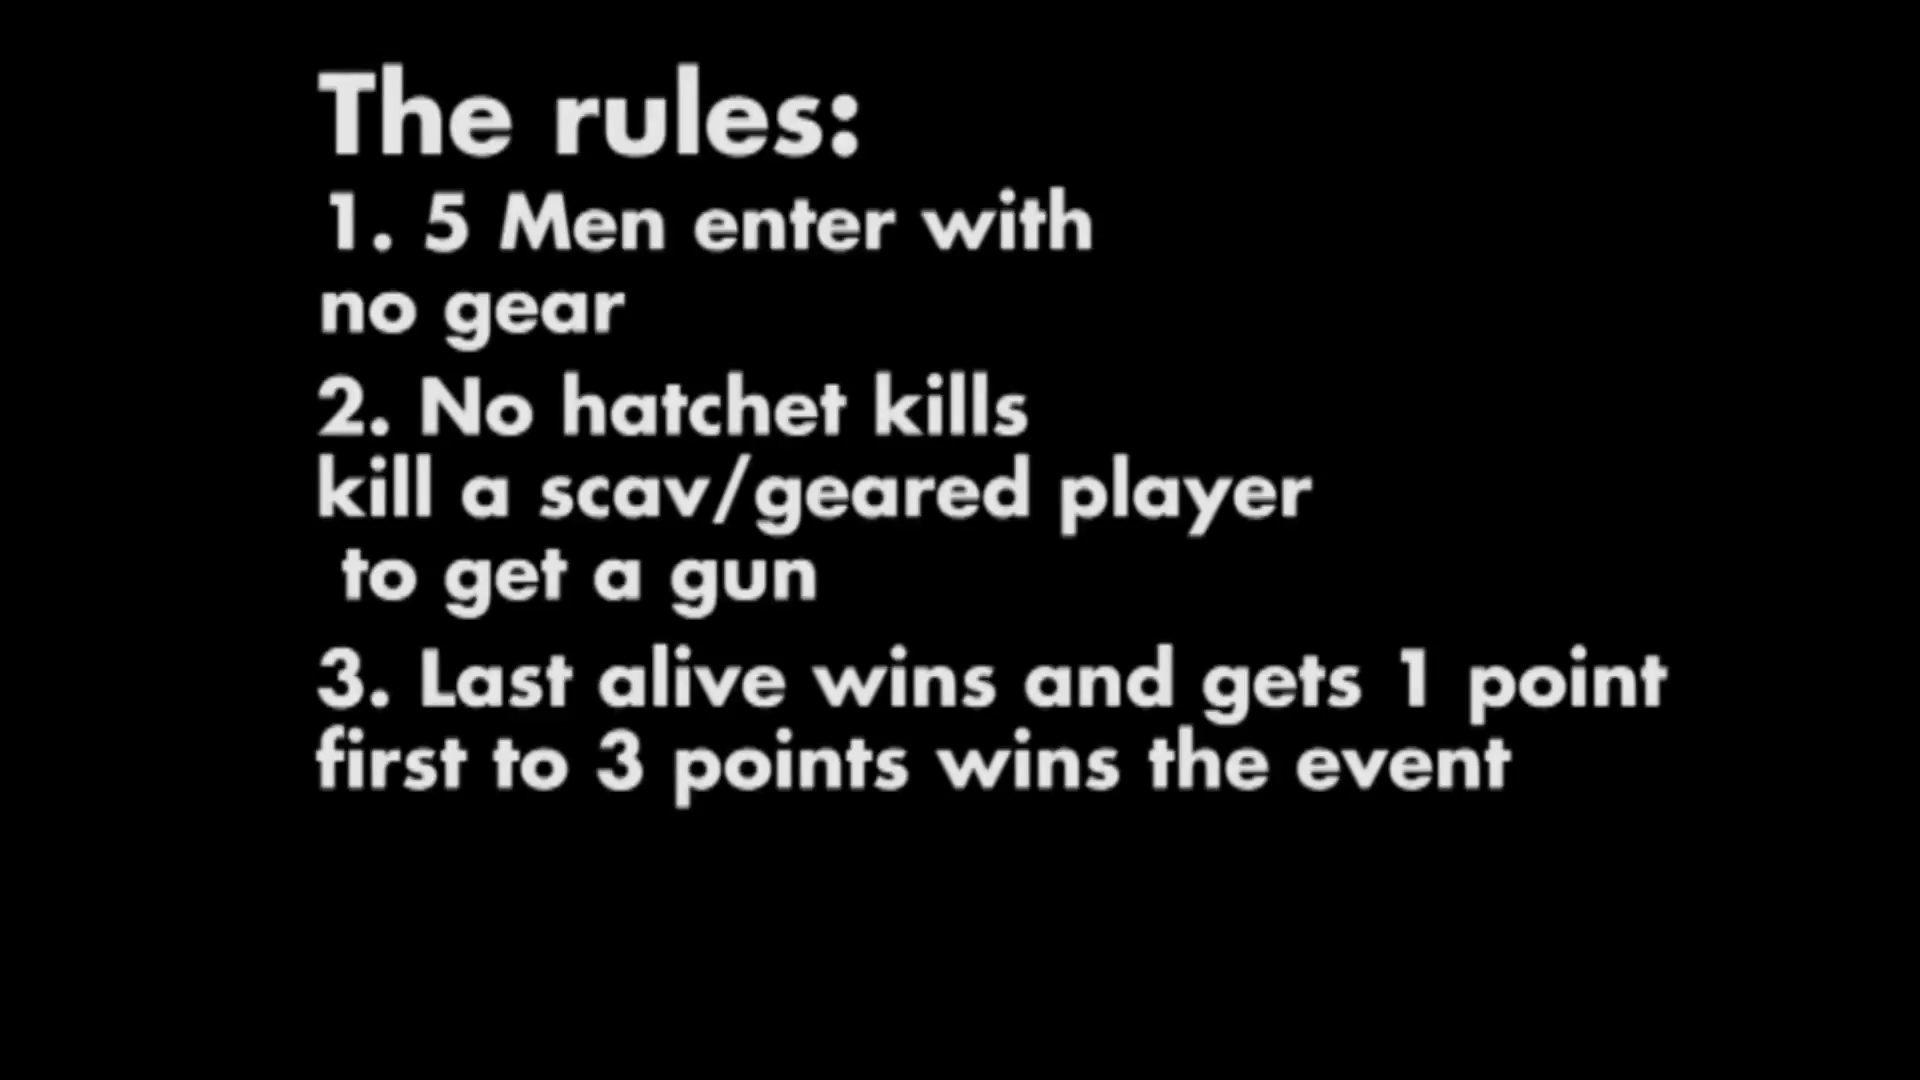 The rules:
1. 5 Men enter with
no gear
2. No hatchet kills
kill a scav/geared player
to get a gun
3. Last alive wins and gets 1 point
first to 3 points wins the event